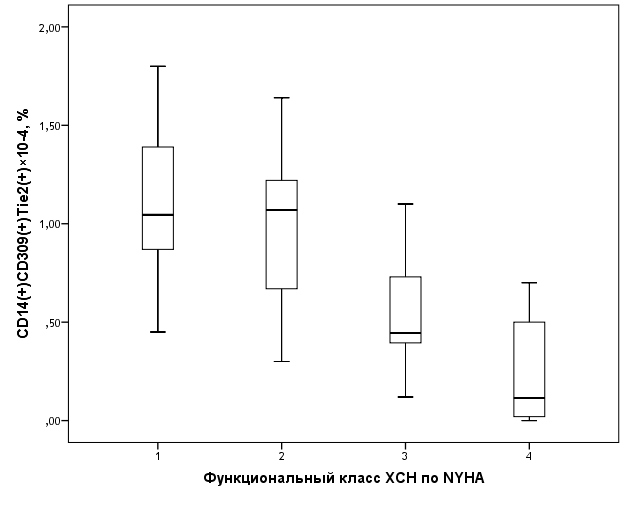 2,00
1,50
1,00
,50
,00
CD14(+)CD309(+)Tie2(+)×10-4, %
1 2 3 4
Функциональный класс ХСН по NYHA